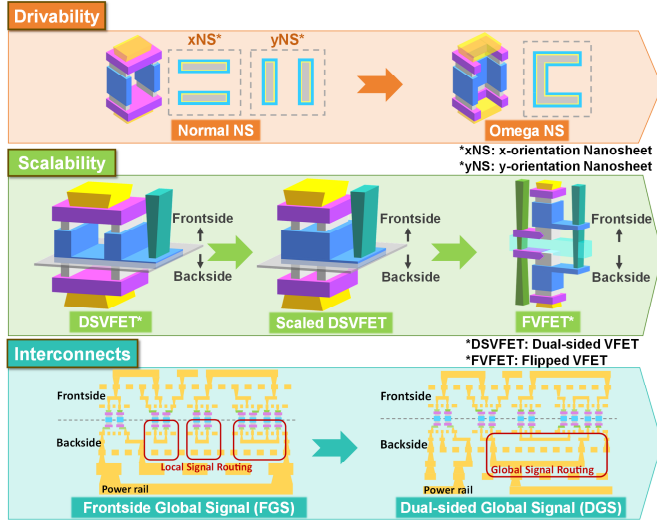 Drivability
xNS* yNS*
Normal NS
Omega NS
*xNS: x-orientation Nanosheet
*yNS: y-orientation Nanosheet
Scalability
Frontside
Backside
Frontside
Backside
Frontside
Backside
DSVFET*
Scaled DSVFET
FVFET*
*DSVFET: Dual-sided VFET
*FVFET: Flipped VFET
Interconnects
Frontside
Backside
Local Signal Routing
Power rail
Frontside Global Signal (FGS)
Frontside
Backside
Global Signal Routing
Power rail
Dual-sided Global Signal (DGS)